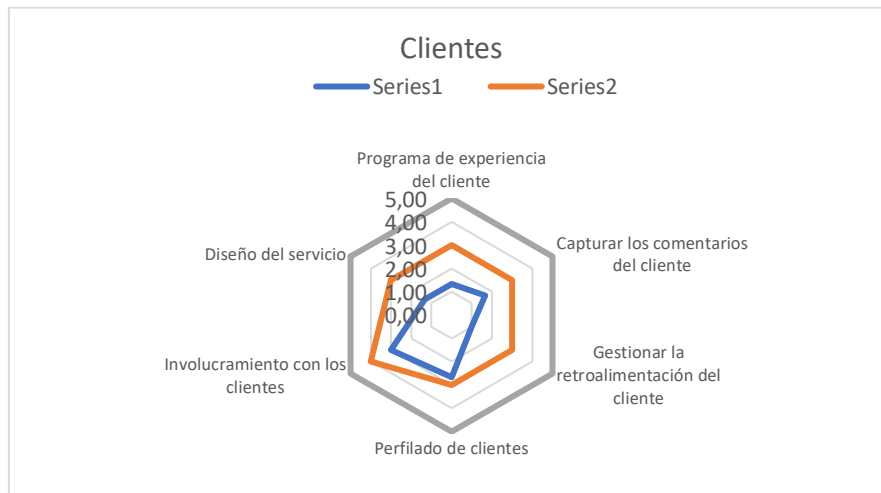 Clientes
Series1 Series2
Programa de experiencia
del cliente
5,00
4,00
3,00
2,00
1,00
0,00
Capturar los comentarios
del cliente
Diseño del servicio
Gestionar la
retroalimentación del
cliente
Involucramiento con los
clientes
Perfilado de clientes